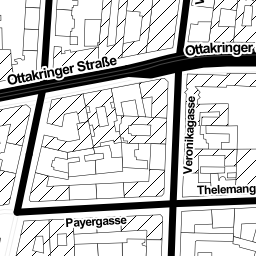 Ottakringer
Ottakringer Straße
Veronikagasse
Thelemang
Payergasse